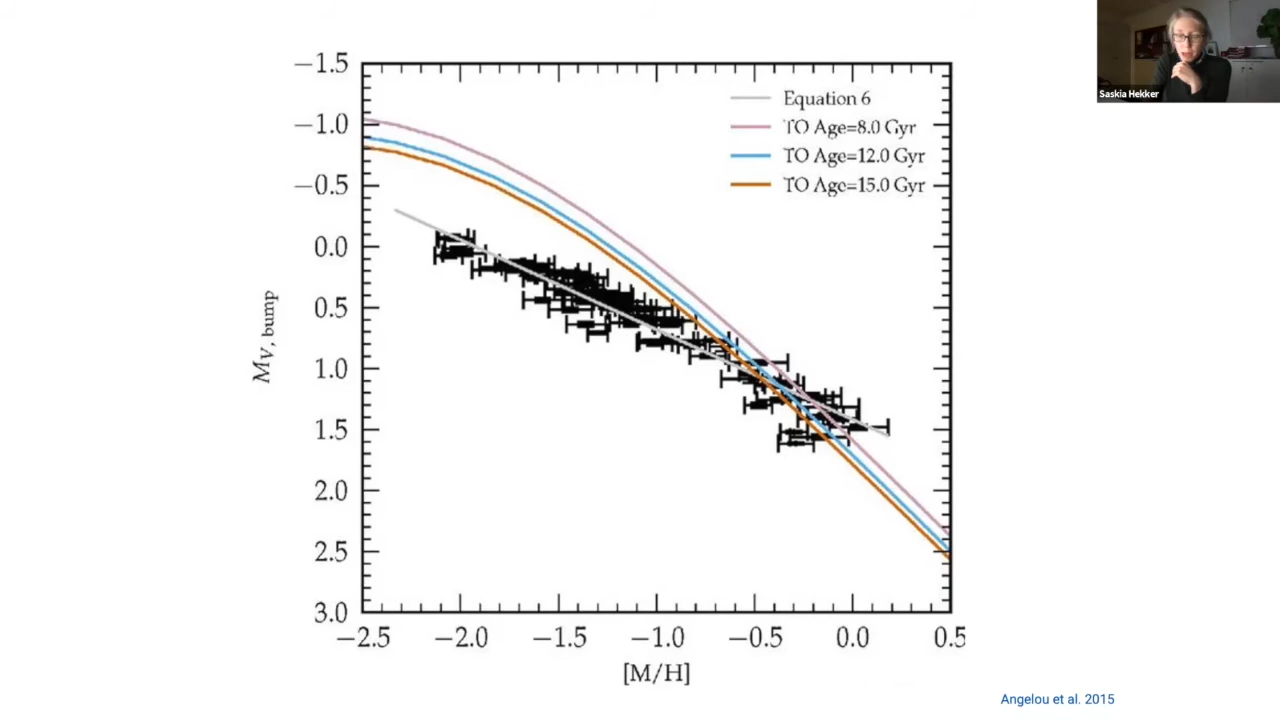 Saskia Hekker
−1.5
−1.0
−0.5
0.0
0.5
1.0
1.5
2.0
2.5
3.0
Equation 6
TO Age=8.0 Gyr
TO Age=12.0 Gyr
TO Age=15.0 Gyr
M_V, bump
−2.5 −2.0 −1.5 −1.0 −0.5 0.0 0.5
[M/H]
Angelou et al. 2015